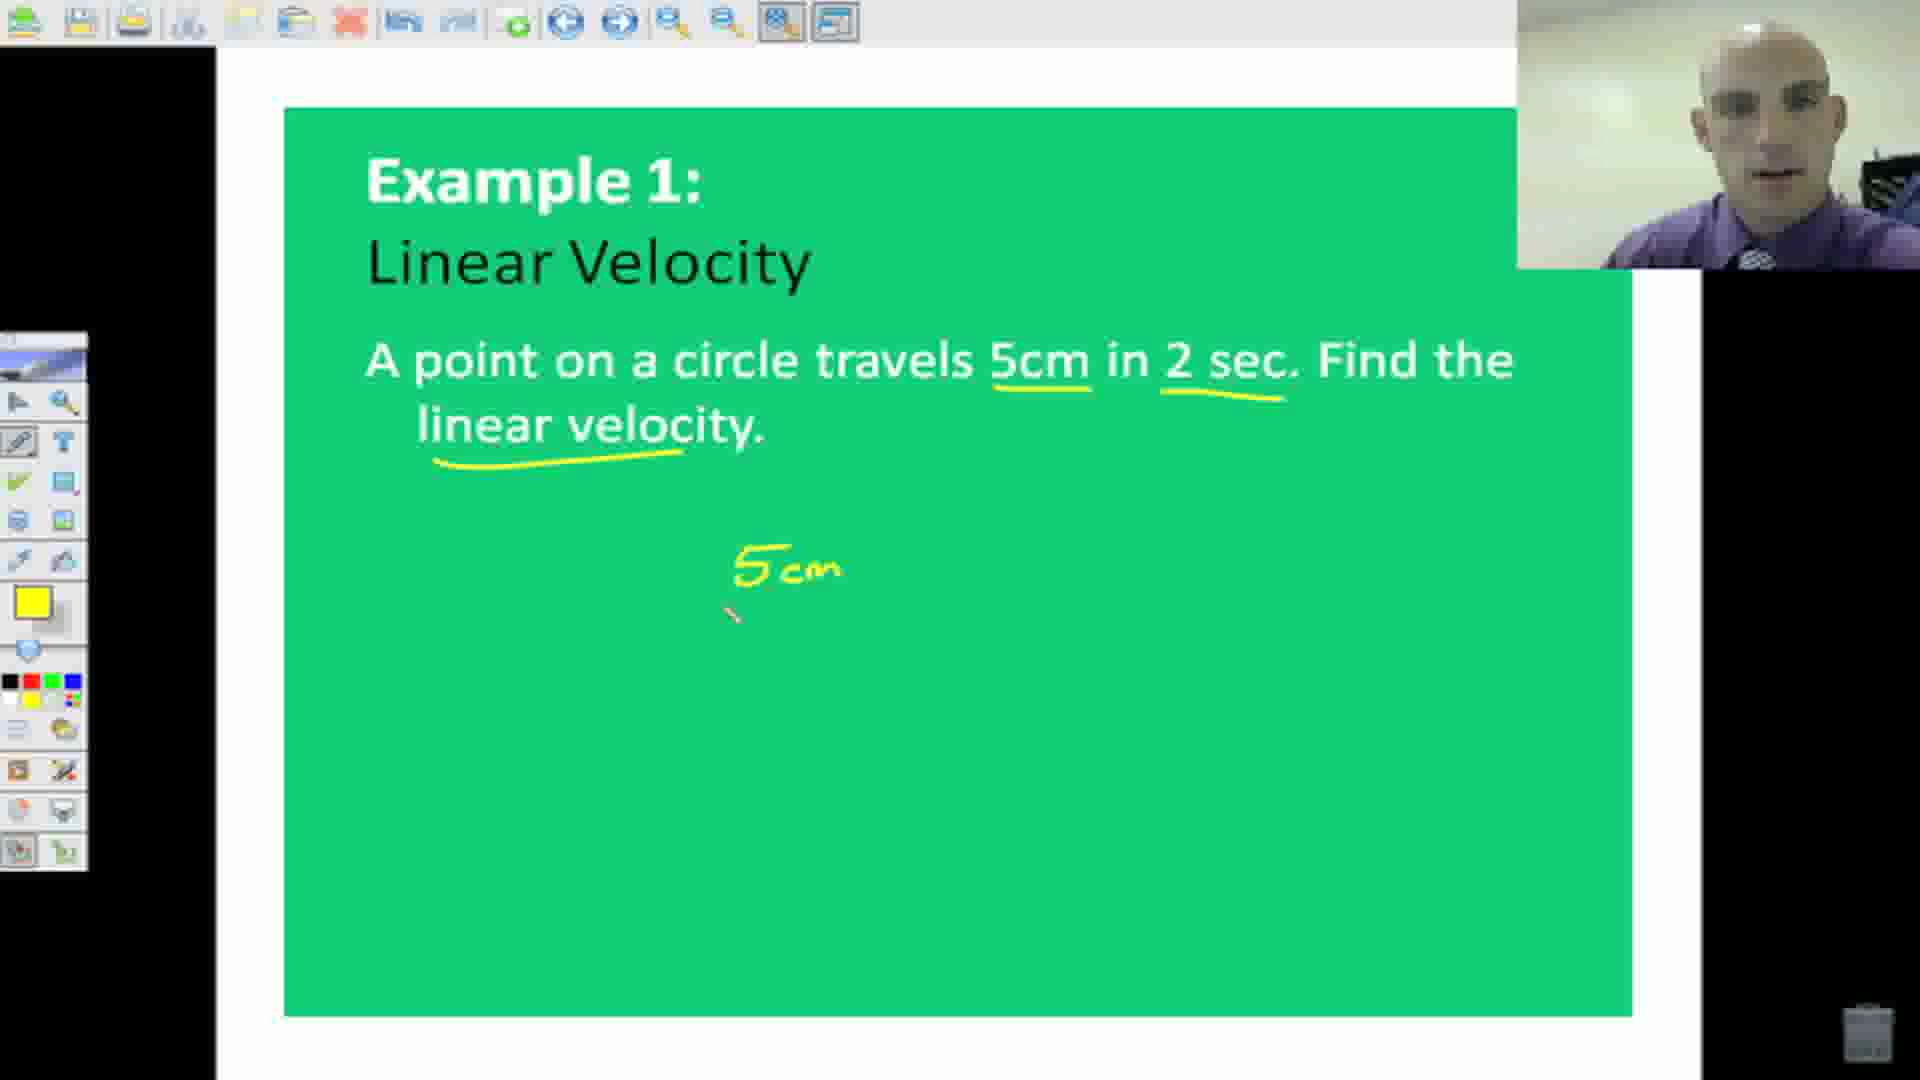 Example 1:
Linear Velocity
A point on a circle travels 5cm in 2 sec. Find the
linear velocity.
5cm